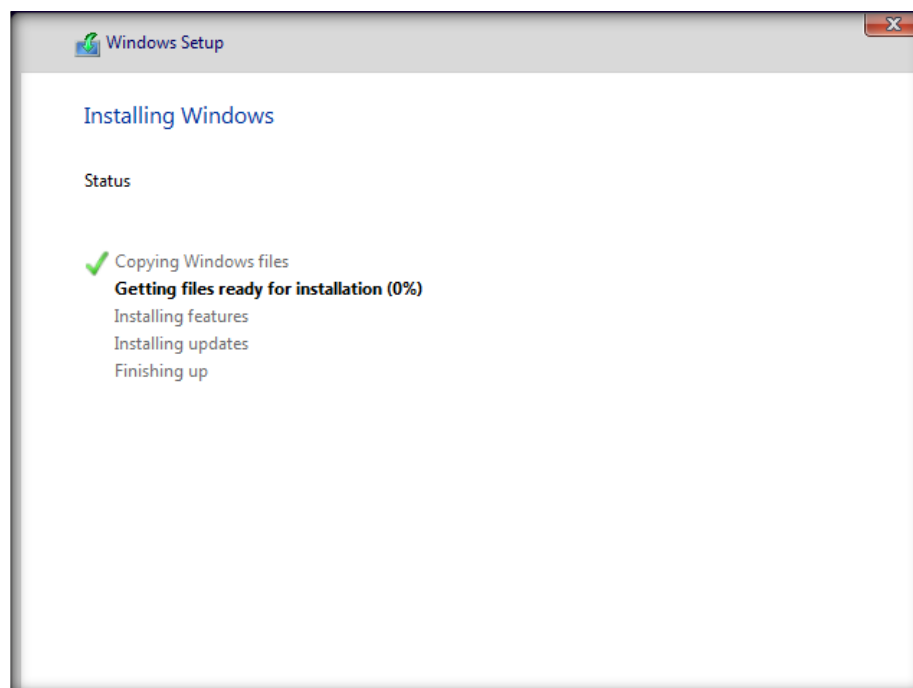 Windows Setup
Installing Windows
Status
Copying Windows files
Getting files ready for installation (0%)
Installing features
Installing updates
Finishing up